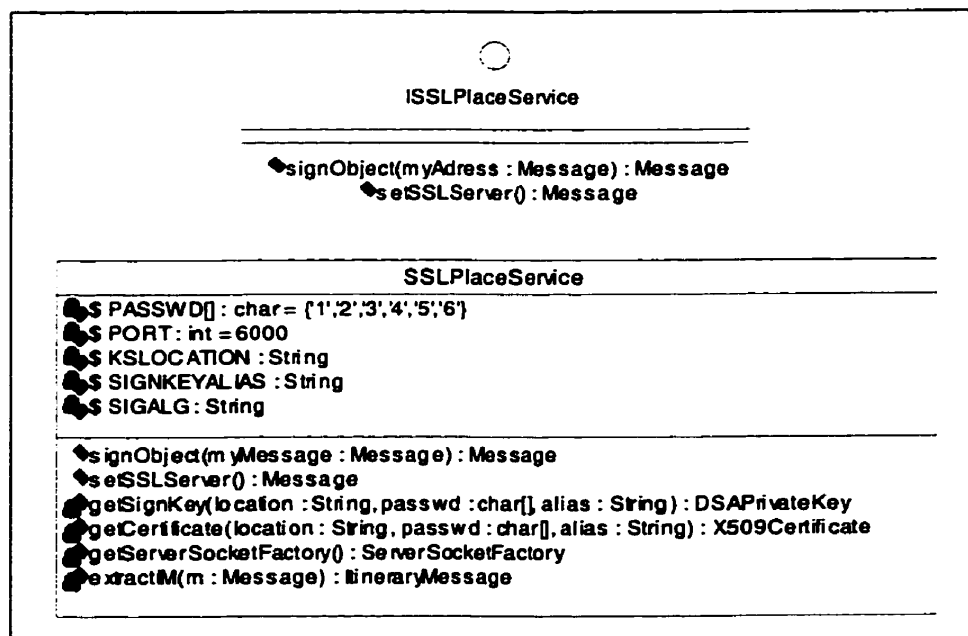 ISSLPlaceService
signObject(myAdress : Message) : Message
setSSLServer() : Message
SSLPlaceService
$ PASSWD[] : char = {'1','2','3','4','5','6'}
$ PORT : int = 6000
$ KSLOCATION : String
$ SIGNKEYALIAS : String
$ SIGALG : String
signObject(myMessage : Message) : Message
setSSLServer() : Message
getSignKey(location : String, passwd : char[], alias : String) : DSAPrivateKey
getCertificate(location : String, passwd : char[], alias : String) : X509Certificate
getServerSocketFactory() : ServerSocketFactory
extractIM(m : Message) : ItineraryMessage